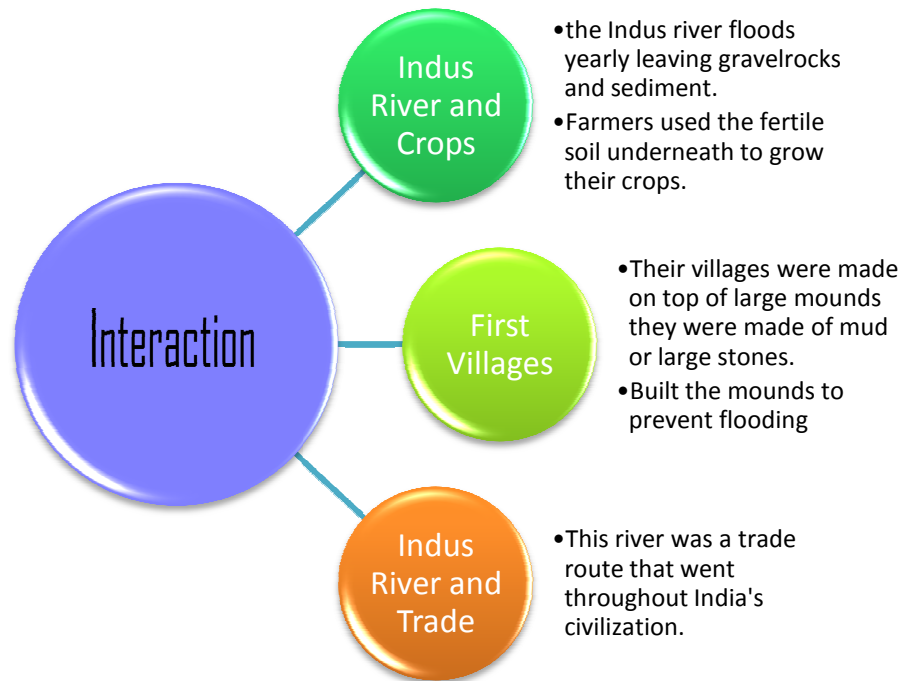 Interaction
Indus
River and
Crops
•the Indus river floods
yearly leaving gravelrocks
and sediment.
•Farmers used the fertile
soil underneath to grow
their crops.
First
Villages
•Their villages were made
on top of large mounds
they were made of mud
or large stones.
•Built the mounds to
prevent flooding
Indus
River and
Trade
•This river was a trade
route that went
throughout India's
civilization.